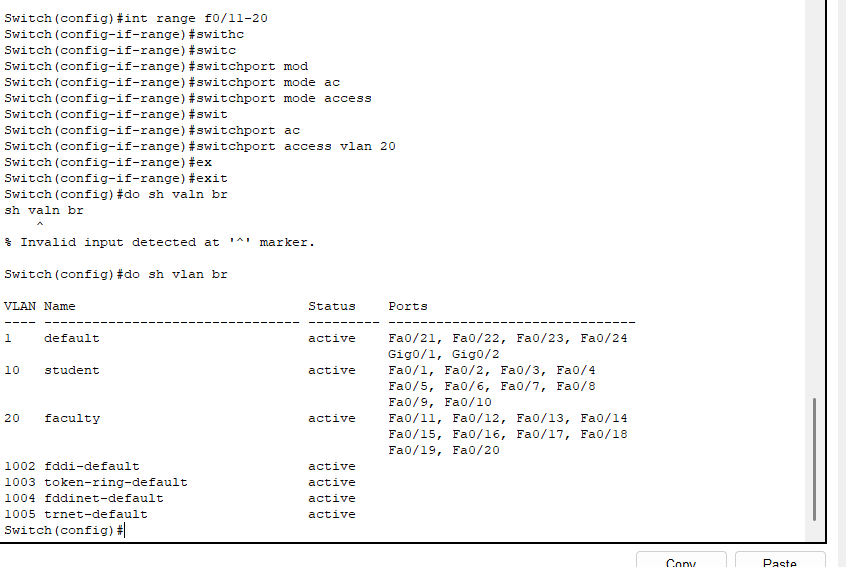 Switch(config)#int range f0/11-20
Switch(config-if-range)#swithc
Switch(config-if-range)#switc
Switch(config-if-range)#switchport mod
Switch(config-if-range)#switchport mode ac
Switch(config-if-range)#switchport mode access
Switch(config-if-range)#swit
Switch(config-if-range)#switchport ac
Switch(config-if-range)#switchport access vlan 20
Switch(config-if-range)#ex
Switch(config-if-range)#exit
Switch(config)#do sh valn br
sh valn br
    ^
% Invalid input detected at '^' marker.

Switch(config)#do sh vlan br

VLAN Name                             Status    Ports
---- -------------------------------- --------- -------------------------------
1    default                          active    Fa0/21, Fa0/22, Fa0/23, Fa0/24
                                                Gig0/1, Gig0/2
10   student                          active    Fa0/1, Fa0/2, Fa0/3, Fa0/4
                                                Fa0/5, Fa0/6, Fa0/7, Fa0/8
                                                Fa0/9, Fa0/10
20   faculty                          active    Fa0/11, Fa0/12, Fa0/13, Fa0/14
                                                Fa0/15, Fa0/16, Fa0/17, Fa0/18
                                                Fa0/19, Fa0/20
1002 fddi-default                     active
1003 token-ring-default               active
1004 fddinet-default                  active
1005 trnet-default                    active
Switch(config)#
Copy Paste